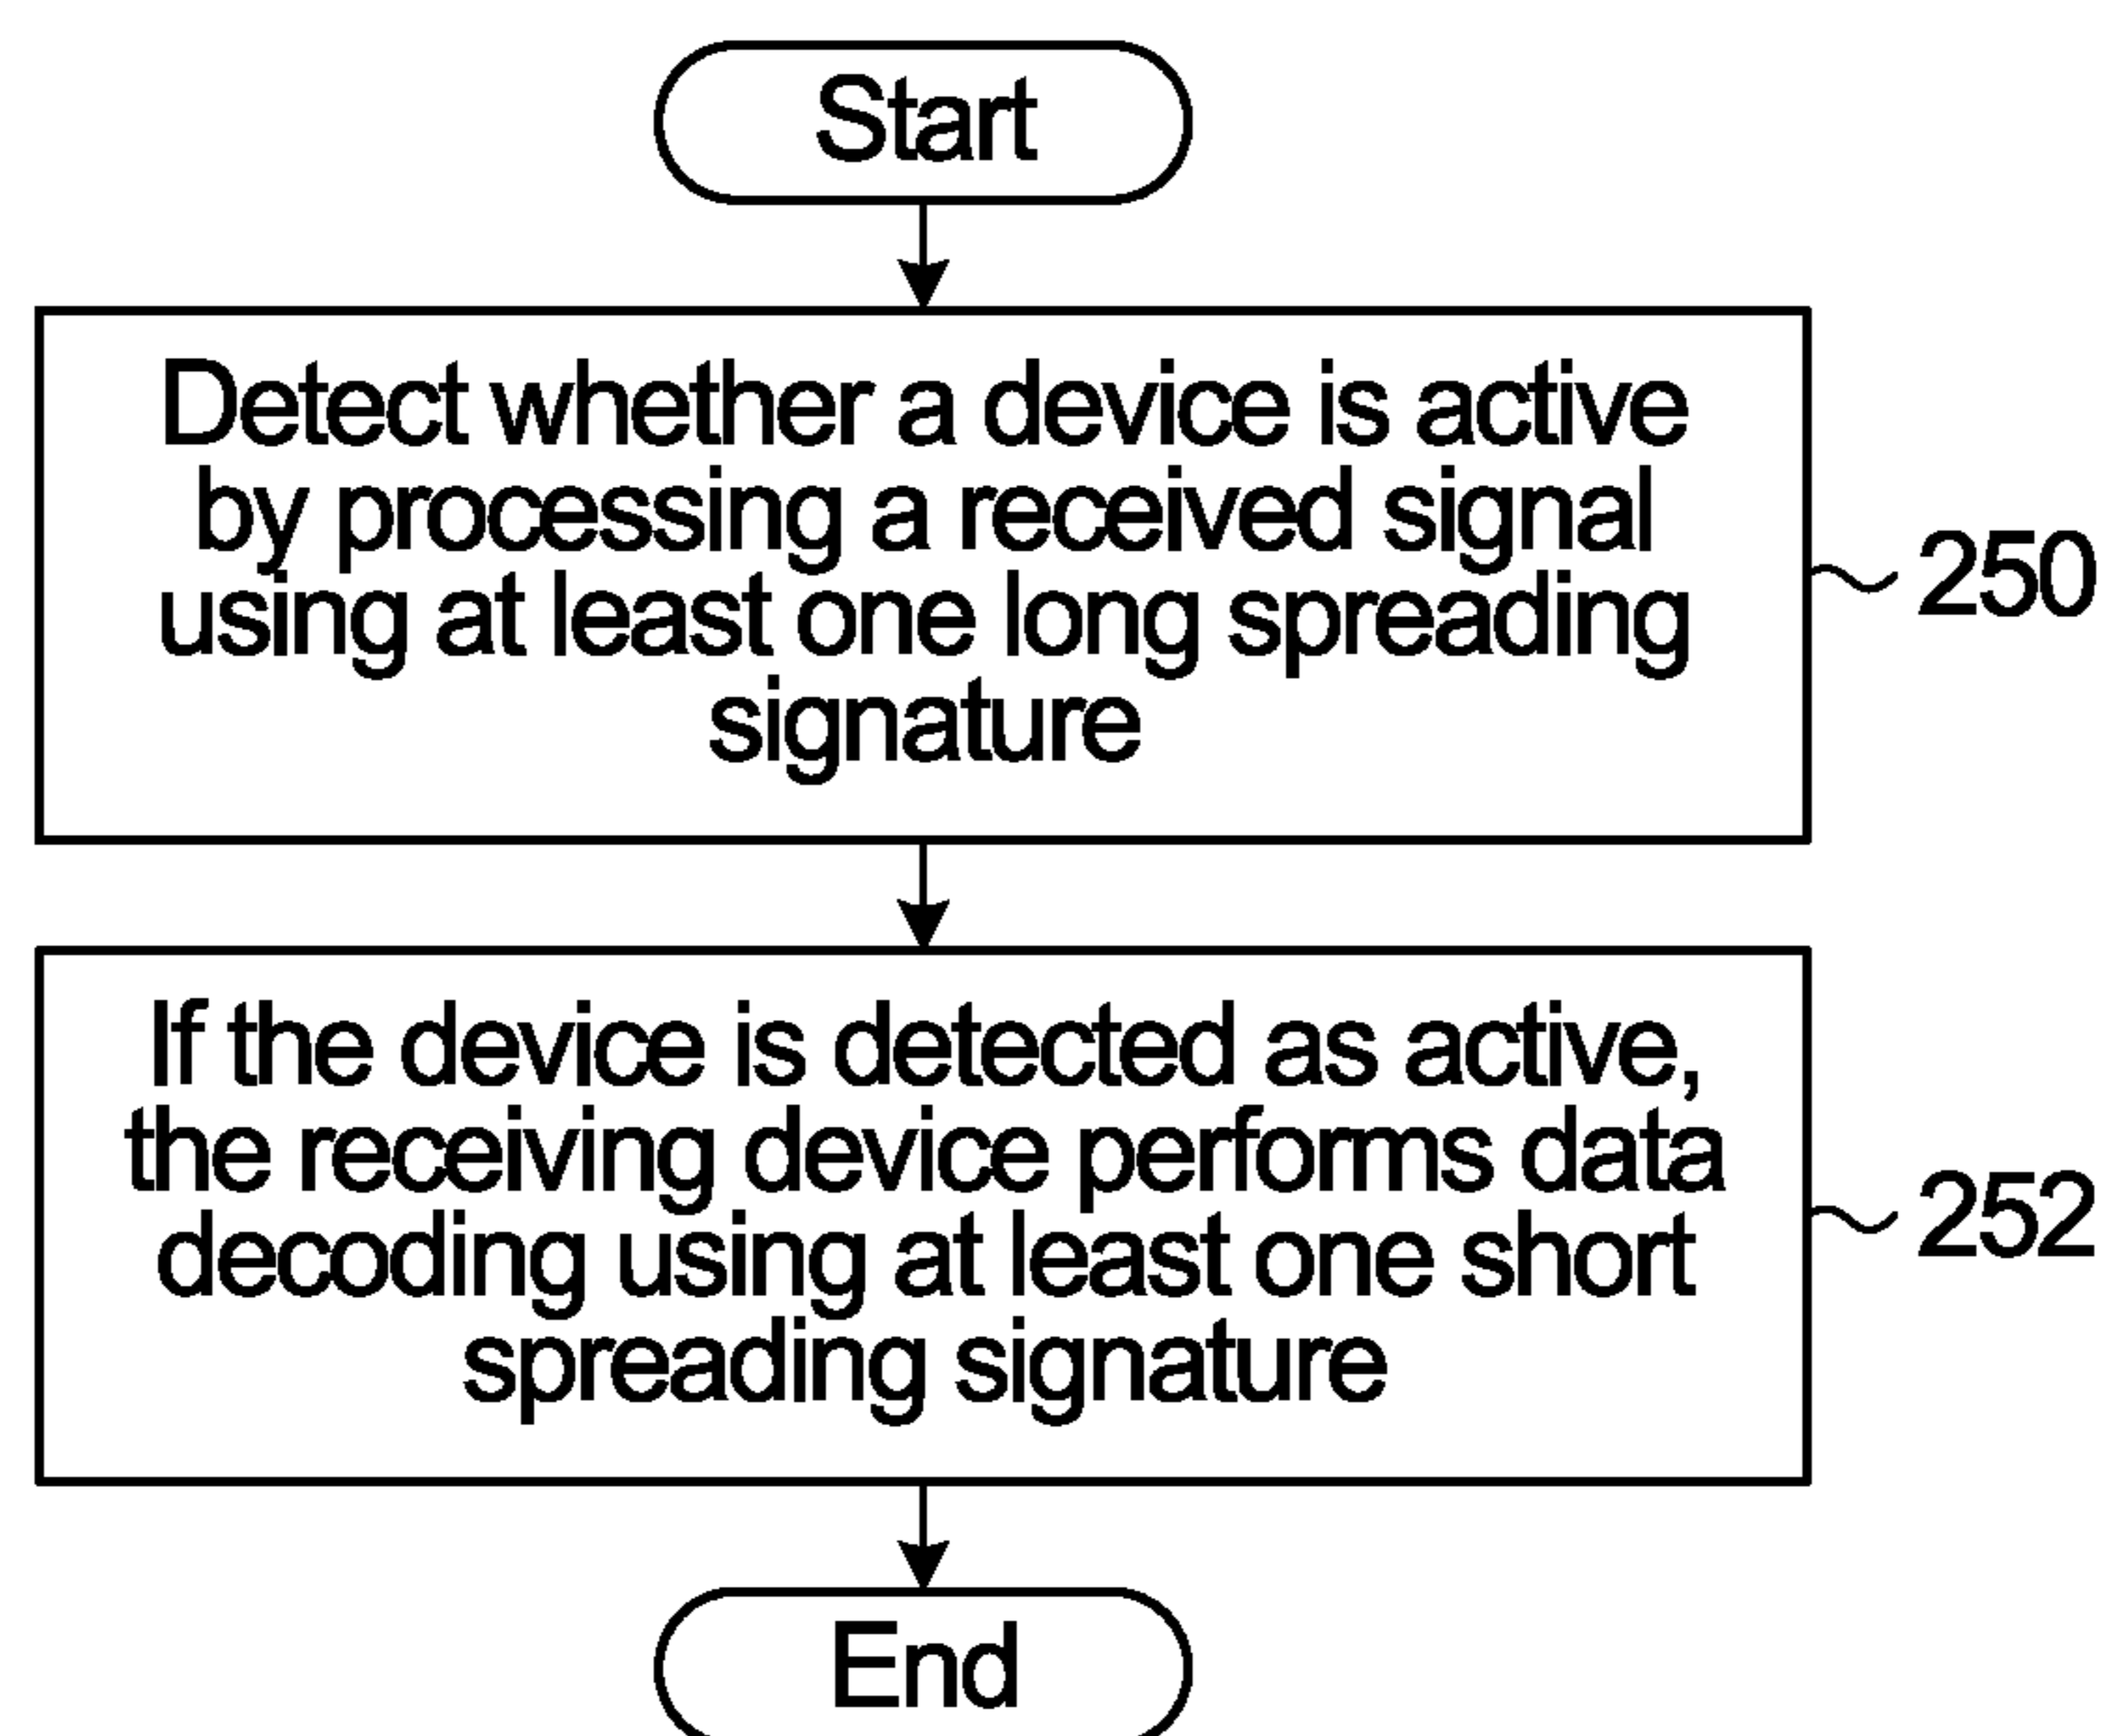 Start
Detect whether a device is active
by processing a received signal
using at least one long spreading
signature
250
If the device is detected as active,
the receiving device performs data
decoding using at least one short
spreading signature
252
End